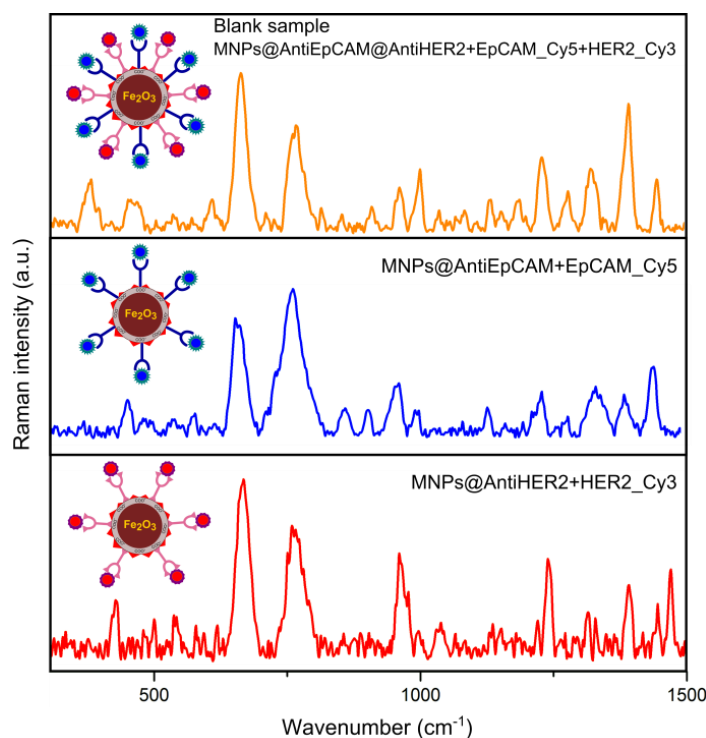 Blank sample
MNPs@AntiEpCAM@AntiHER2+EpCAM_Cy5+HER2_Cy3
Fe₂O₃
MNPs@AntiEpCAM+EpCAM_Cy5
Fe₂O₃
MNPs@AntiHER2+HER2_Cy3
Fe₂O₃
Raman intensity (a.u.)
500
1000
1500
Wavenumber (cm⁻¹)